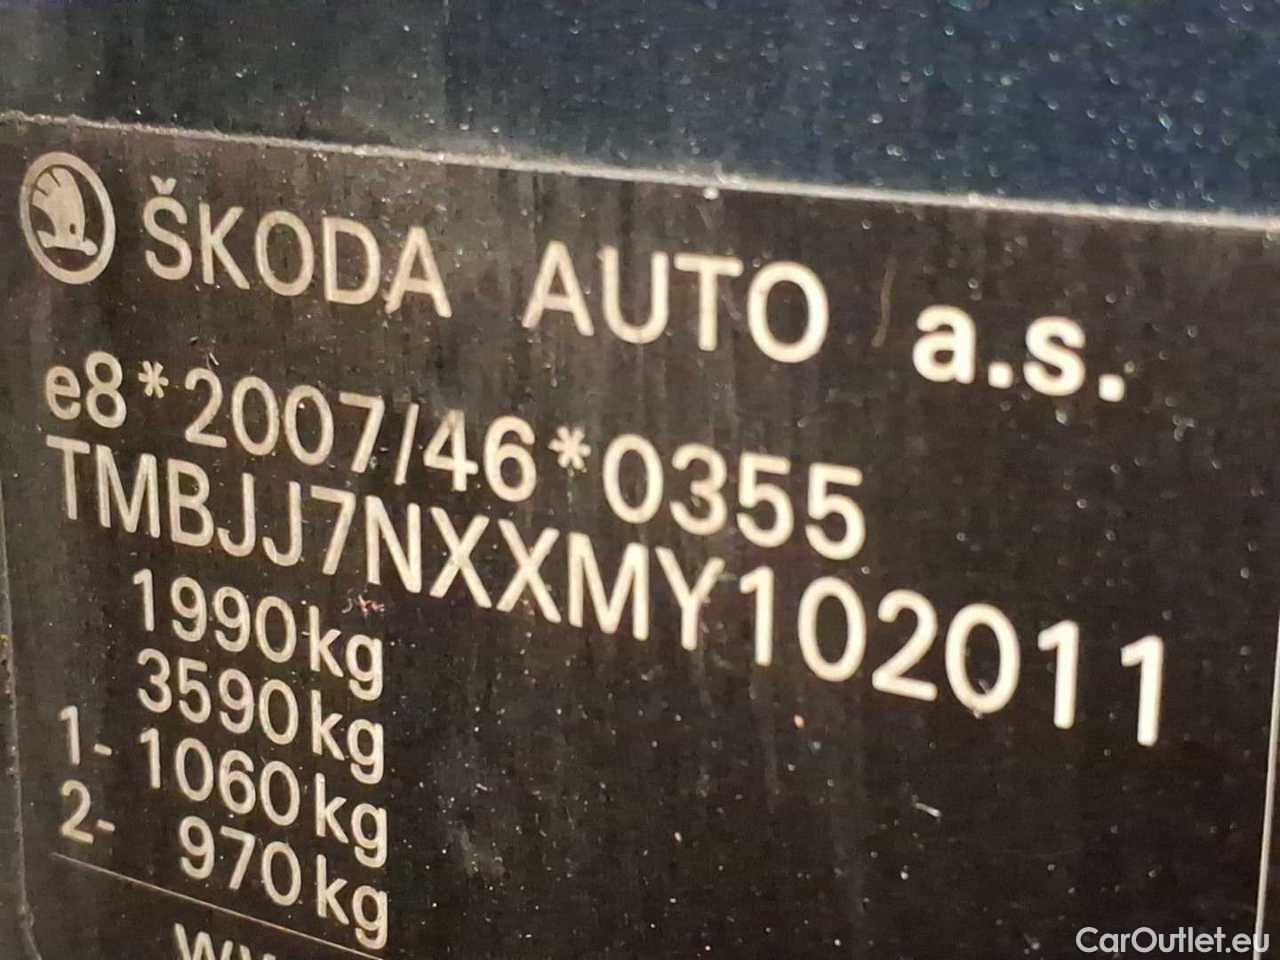 ŠKODA AUTO a.s.
e8*2007/46*0355
TMBJJ7NXXMY102011
1990kg
3590kg
1- 1060kg
2- 970kg
CarOutlet.eu